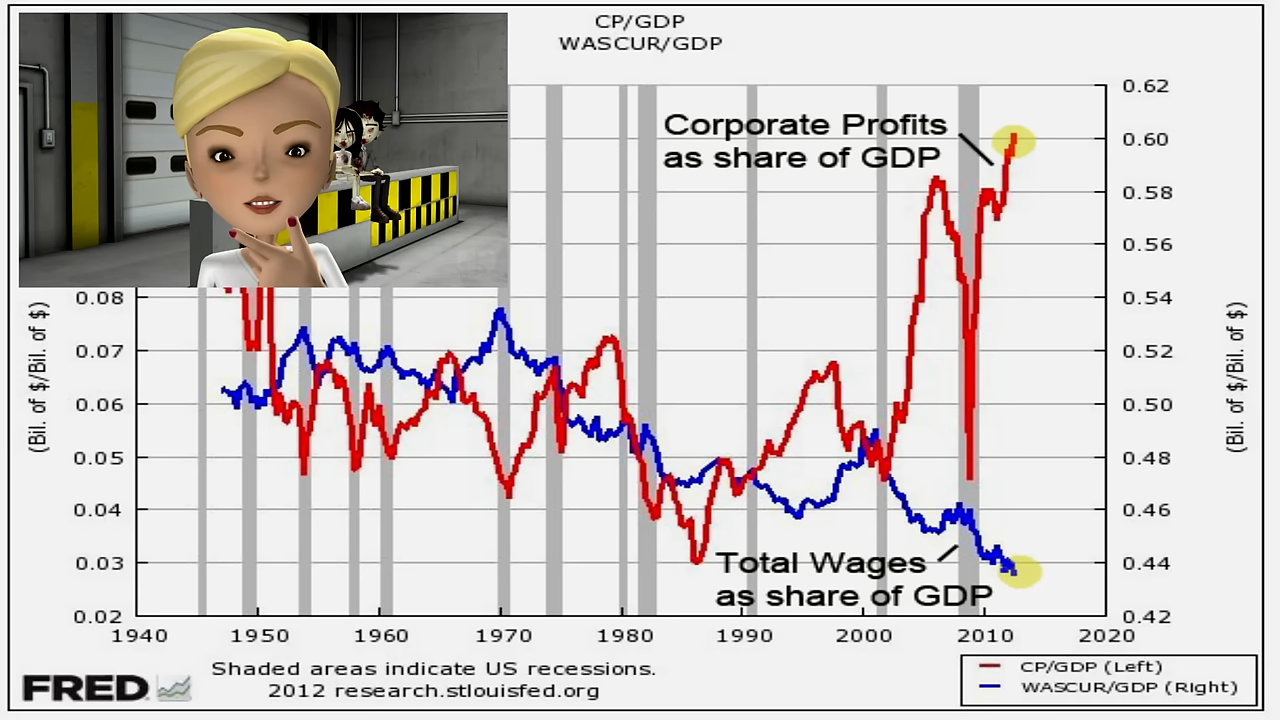 CP/GDP
WASCUR/GDP
Corporate Profits
as share of GDP
Total Wages
as share of GDP
0.08
0.07
0.06
0.05
0.04
0.03
0.02
(Bil. of $/Bil. of $)
0.62
0.60
0.58
0.56
0.54
0.52
0.50
0.48
0.46
0.44
0.42
(Bil. of $/Bil. of $)
1940 1950 1960 1970 1980 1990 2000 2010 2020
Shaded areas indicate US recessions.
2012 research.stlouisfed.org
FRED
CP/GDP (Left)
WASCUR/GDP (Right)